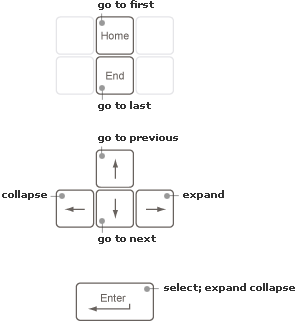 go to first
Home
End
go to last
go to previous
collapse
expand
go to next
select; expand collapse
Enter